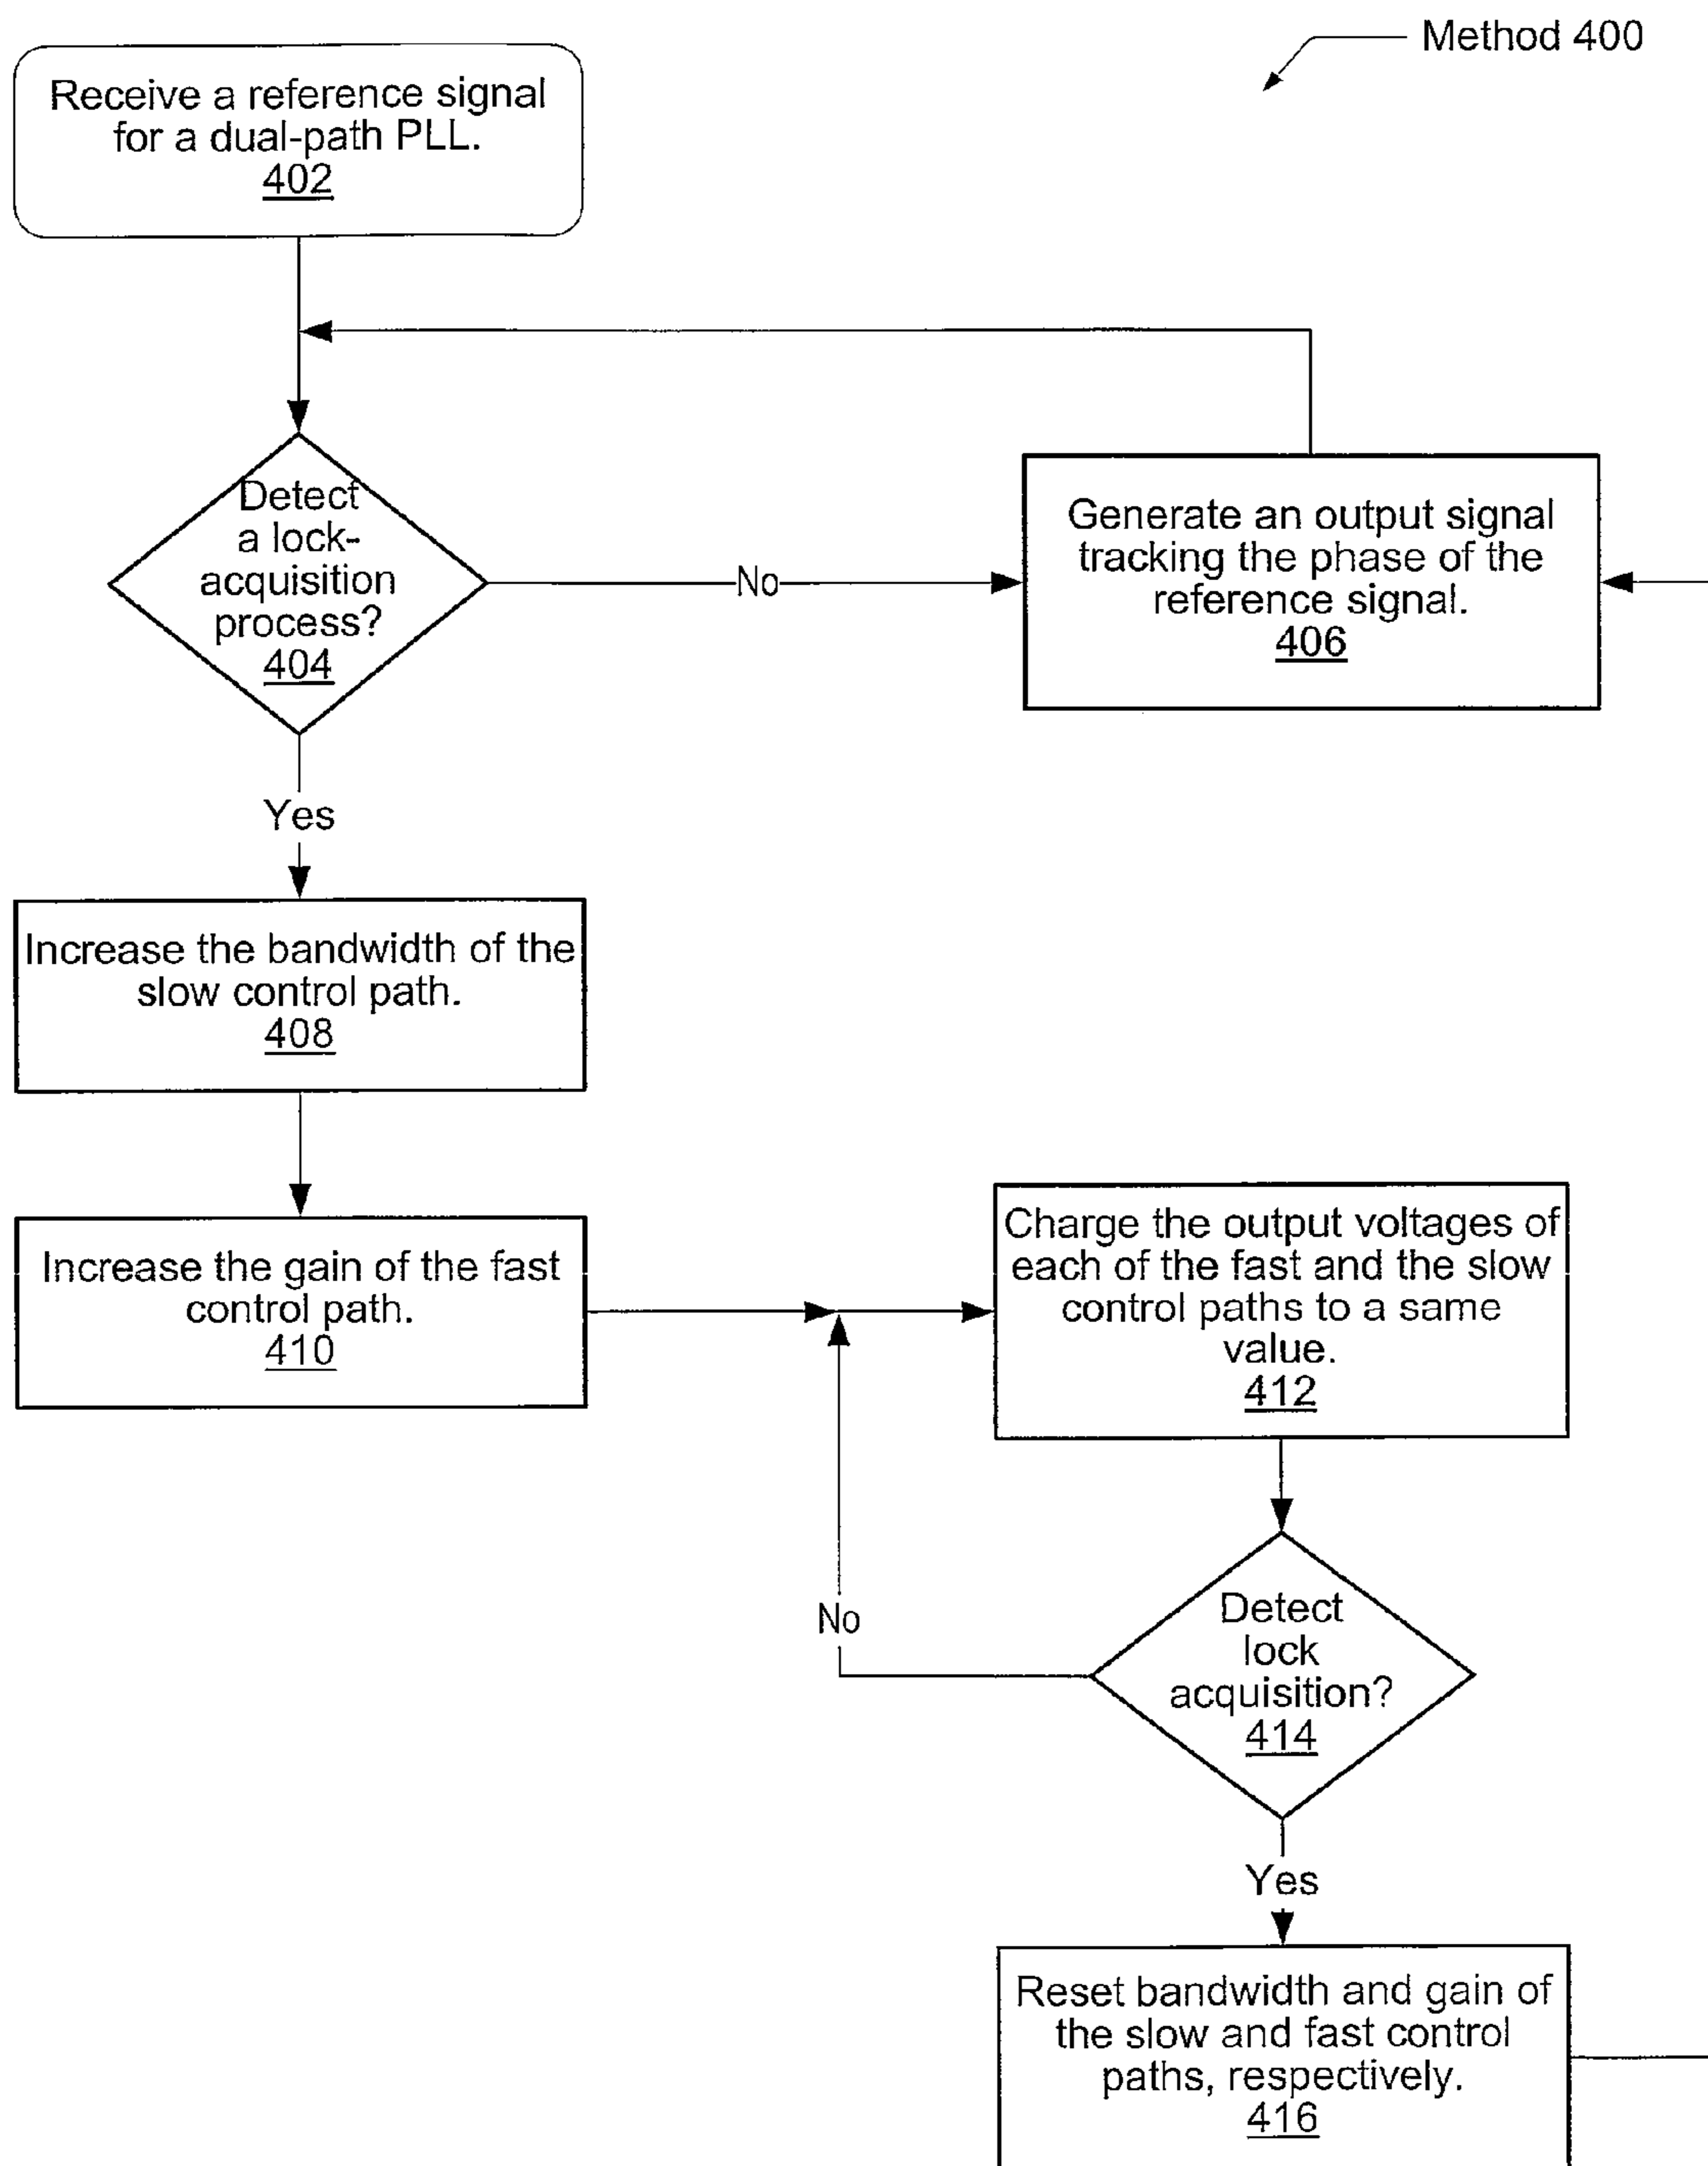 Method 400
Receive a reference signal
for a dual-path PLL.
402
Detect
a lock-
acquisition
process?
404
No
Generate an output signal
tracking the phase of the
reference signal.
406
Yes
Increase the bandwidth of the
slow control path.
408
Increase the gain of the fast
control path.
410
Charge the output voltages of
each of the fast and the slow
control paths to a same
value.
412
Detect
lock
acquisition?
414
No
Yes
Reset bandwidth and gain of
the slow and fast control
paths, respectively.
416